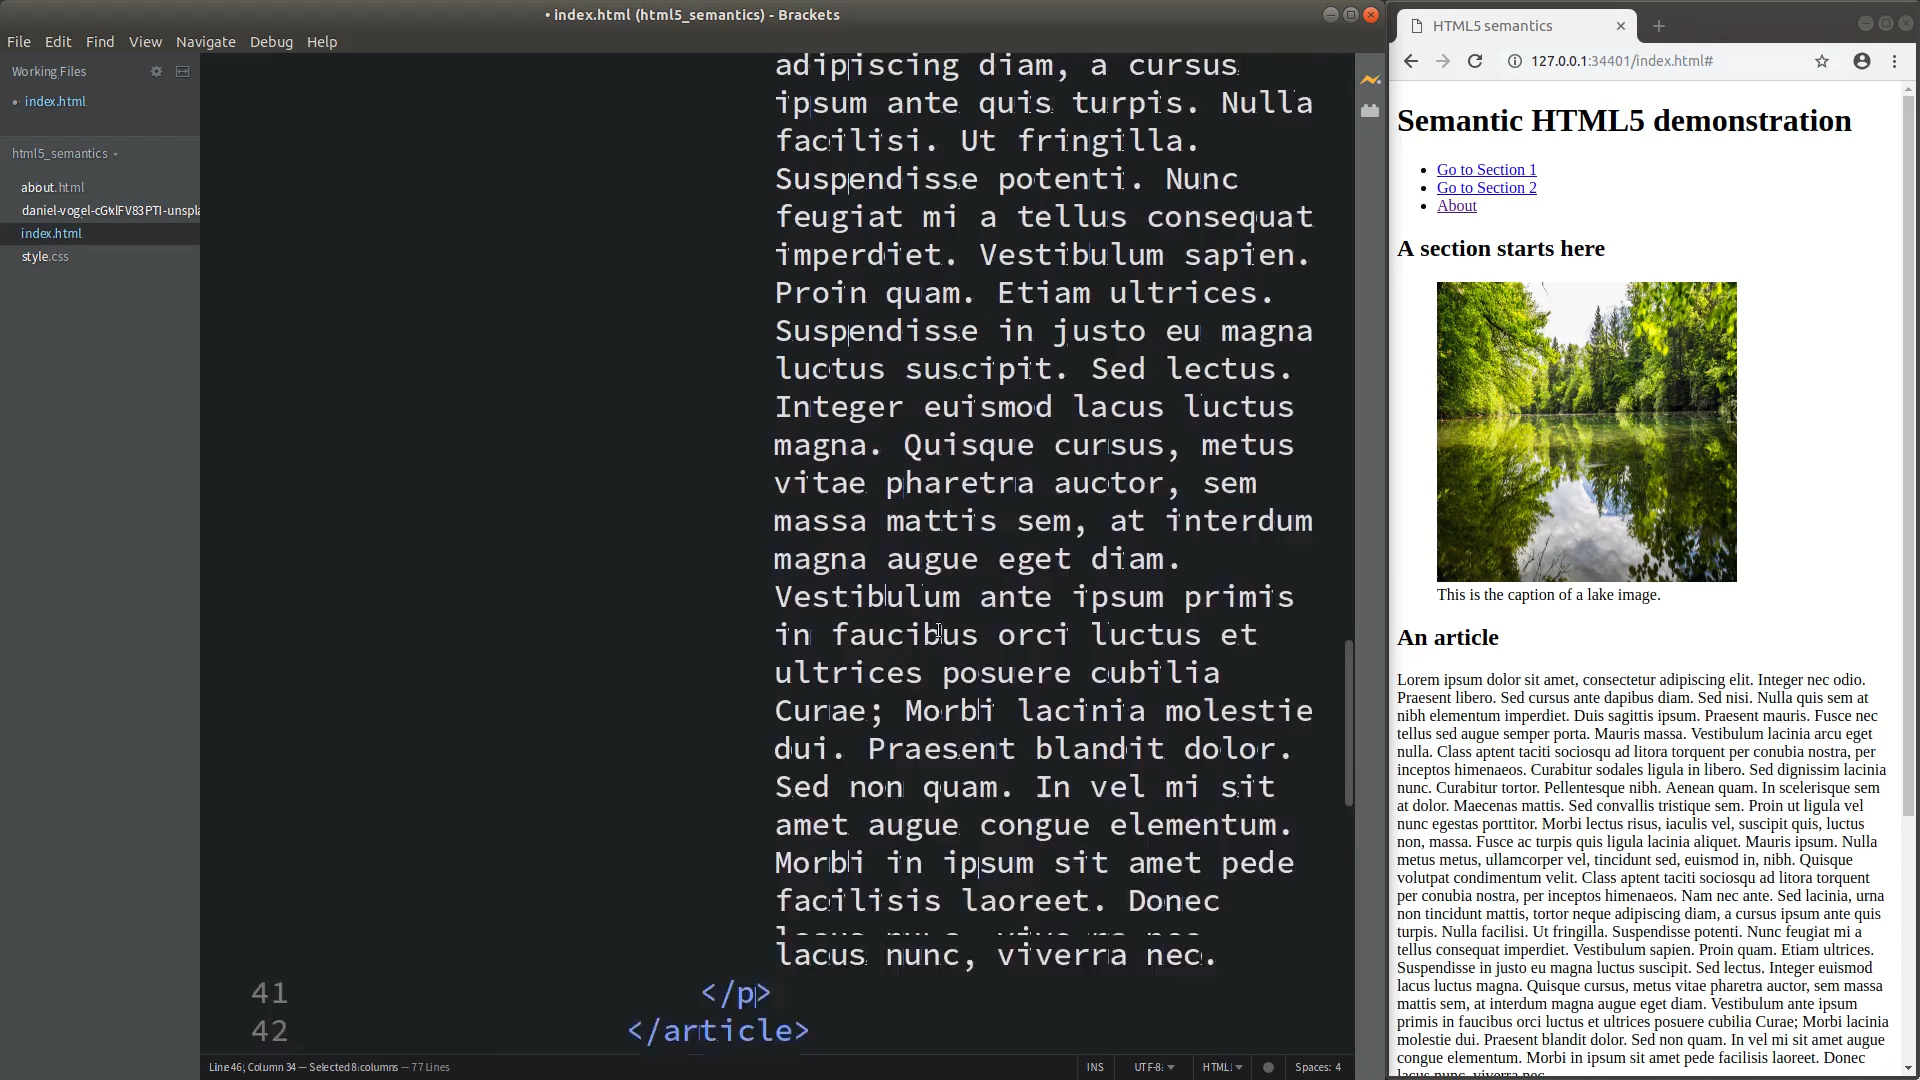 • index.html (html5_semantics) - Brackets
File Edit Find View Navigate Debug Help
Working Files
• index.html
html5_semantics
about.html
daniel-vogel-cGxlFV83PTI-unspla
index.html
style.css
adipiscing diam, a cursus
ipsum ante quis turpis. Nulla
facilisi. Ut fringilla.
Suspendisse potenti. Nunc
feugiat mi a tellus consequat
imperdiet. Vestibulum sapien.
Proin quam. Etiam ultrices.
Suspendisse in justo eu magna
luctus suscipit. Sed lectus.
Integer euismod lacus luctus
magna. Quisque cursus, metus
vitae pharetra auctor, sem
massa mattis sem, at interdum
magna augue eget diam.
Vestibulum ante ipsum primis
in faucibus orci luctus et
ultrices posuere cubilia
Curae; Morbi lacinia molestie
dui. Praesent blandit dolor.
Sed non quam. In vel mi sit
amet augue congue elementum.
Morbi in ipsum sit amet pede
facilisis laoreet. Donec
lacus nunc, viverra nec.
41 </p>
42 </article>
Line 46, Column 34 — Selected 8 columns — 77 Lines
INS UTF-8 HTML Spaces: 4
HTML5 semantics
127.0.0.1:34401/index.html#
Semantic HTML5 demonstration
• Go to Section 1
• Go to Section 2
• About
A section starts here
This is the caption of a lake image.
An article
Lorem ipsum dolor sit amet, consectetur adipiscing elit. Integer nec odio.
Praesent libero. Sed cursus ante dapibus diam. Sed nisi. Nulla quis sem at
nibh elementum imperdiet. Duis sagittis ipsum. Praesent mauris. Fusce nec
tellus sed augue semper porta. Mauris massa. Vestibulum lacinia arcu eget
nulla. Class aptent taciti sociosqu ad litora torquent per conubia nostra, per
inceptos himenaeos. Curabitur sodales ligula in libero. Sed dignissim lacinia
nunc. Curabitur tortor. Pellentesque nibh. Aenean quam. In scelerisque sem
at dolor. Maecenas mattis. Sed convallis tristique sem. Proin ut ligula vel
nunc egestas porttitor. Morbi lectus risus, iaculis vel, suscipit quis, luctus
non, massa. Fusce ac turpis quis ligula lacinia aliquet. Mauris ipsum. Nulla
metus metus, ullamcorper vel, tincidunt sed, euismod in, nibh. Quisque
volutpat condimentum velit. Class aptent taciti sociosqu ad litora torquent
per conubia nostra, per inceptos himenaeos. Nam nec ante. Sed lacinia, urna
non tincidunt mattis, tortor neque adipiscing diam, a cursus ipsum ante quis
turpis. Nulla facilisi. Ut fringilla. Suspendisse potenti. Nunc feugiat mi a
tellus consequat imperdiet. Vestibulum sapien. Proin quam. Etiam ultrices.
Suspendisse in justo eu magna luctus suscipit. Sed lectus. Integer euismod
lacus luctus magna. Quisque cursus, metus vitae pharetra auctor, sem massa
mattis sem, at interdum magna augue eget diam. Vestibulum ante ipsum
primis in faucibus orci luctus et ultrices posuere cubilia Curae; Morbi lacinia
molestie dui. Praesent blandit dolor. Sed non quam. In vel mi sit amet augue
congue elementum. Morbi in ipsum sit amet pede facilisis laoreet. Donec
lacus nunc, viverra nec.